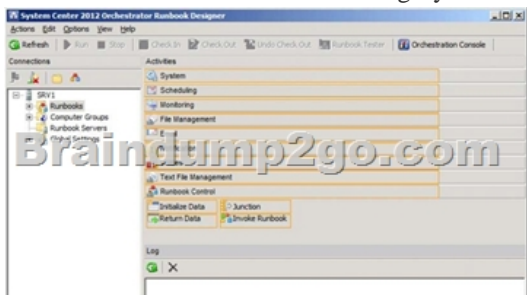 System Center 2012 Orchestrator Runbook Designer
Actions Edit Options View Help
Refresh Run Stop Check In Check Out Undo Check Out Runbook Tester Orchestration Console
Connections
Activities
SRV1
Runbooks
Computer Groups
Runbook Servers
Global Settings
System
Scheduling
Monitoring
File Management
Text File Management
Runbook Control
Initialize Data
Junction
Return Data
Invoke Runbook
Braindump2go.com
Log